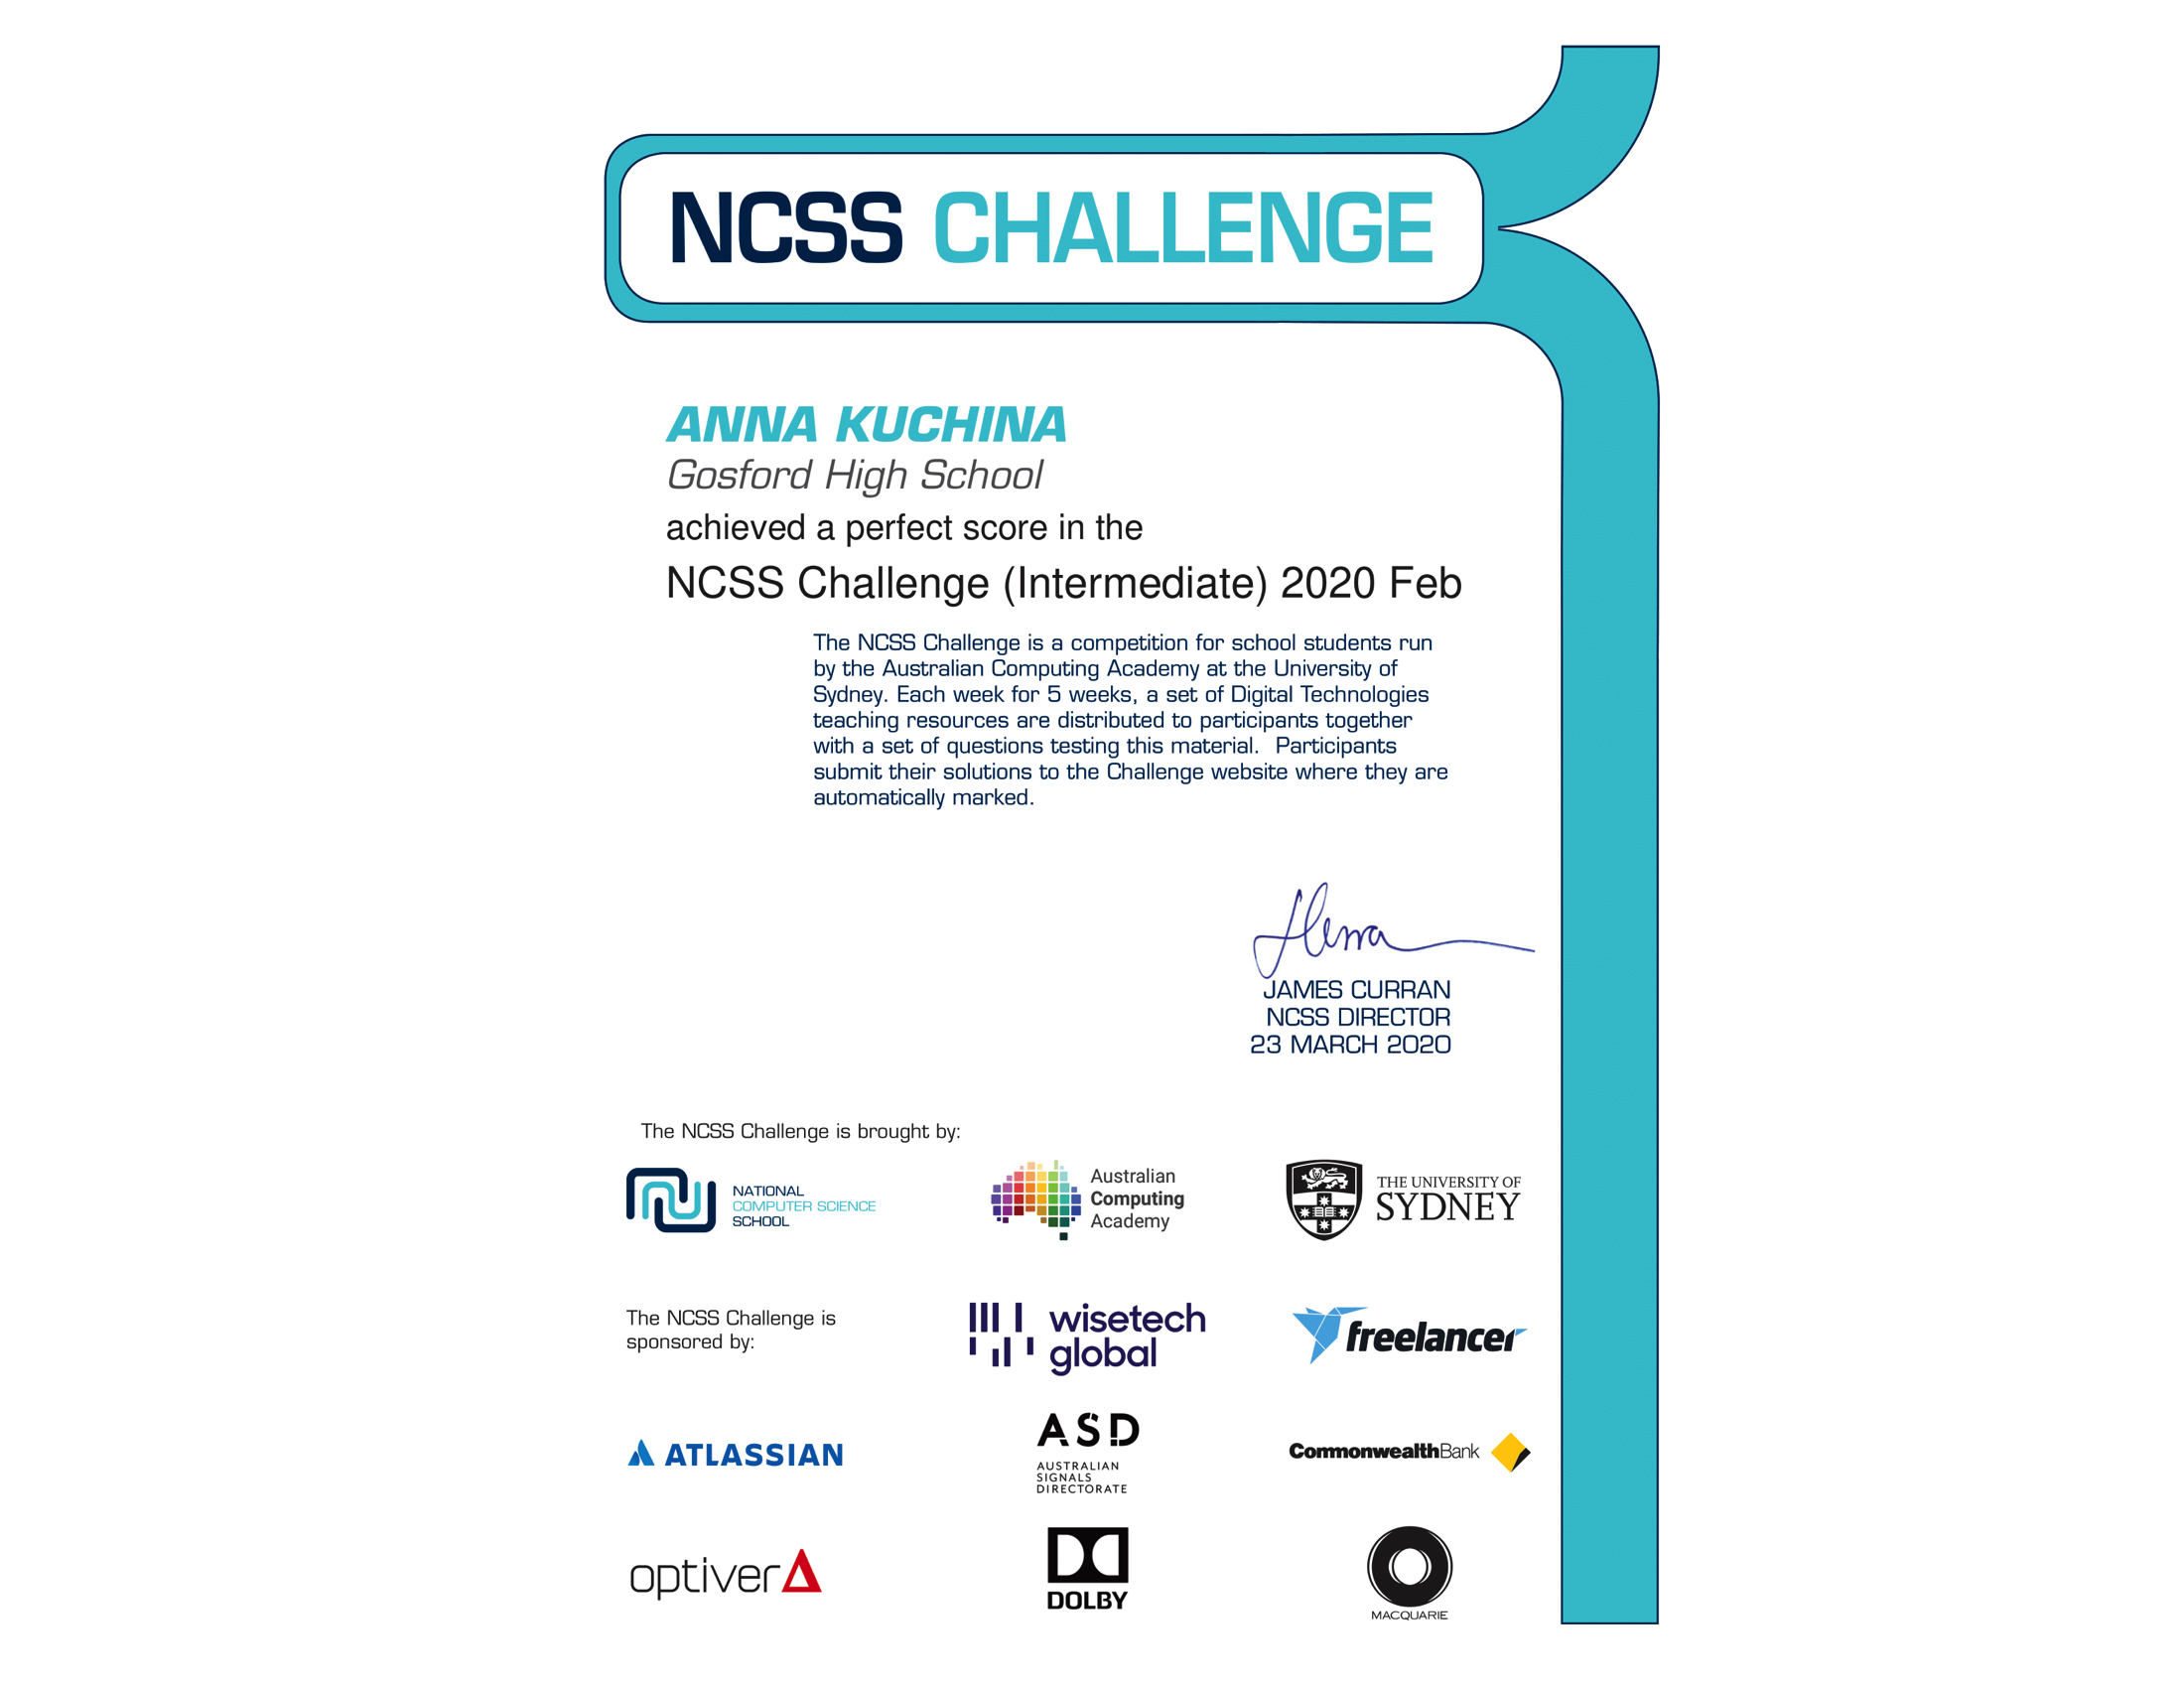 NCSS CHALLENGE
ANNA KUCHINA
Gosford High School
achieved a perfect score in the
NCSS Challenge (Intermediate) 2020 Feb
The NCSS Challenge is a competition for school students run
by the Australian Computing Academy at the University of
Sydney. Each week for 5 weeks, a set of Digital Technologies
teaching resources are distributed to participants together
with a set of questions testing this material.  Participants
submit their solutions to the Challenge website where they are
automatically marked.
JAMES CURRAN
NCSS DIRECTOR
23 MARCH 2020
The NCSS Challenge is brought by:
NATIONAL
COMPUTER SCIENCE
SCHOOL
Australian
Computing
Academy
THE UNIVERSITY OF
SYDNEY
The NCSS Challenge is
sponsored by:
wisetech
global
freelancer
ATLASSIAN
ASD
AUSTRALIAN
SIGNALS
DIRECTORATE
CommonwealthBank
optiver
DOLBY
MACQUARIE